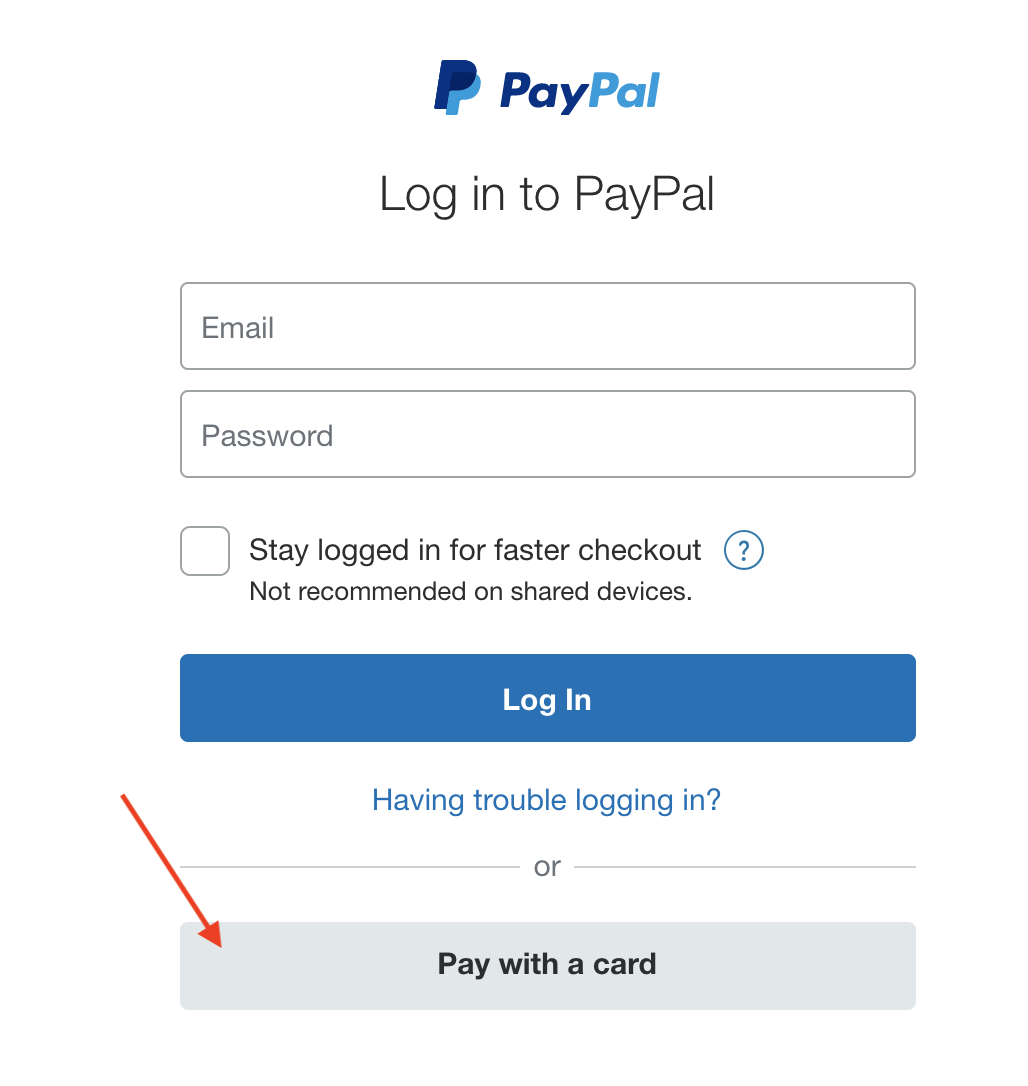 PayPal
Log in to PayPal
Email
Password
Stay logged in for faster checkout ?
Not recommended on shared devices.
Log In
Having trouble logging in?
or
Pay with a card